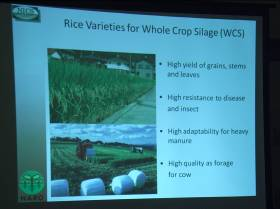 NICS
Rice Varieties for Whole Crop Silage (WCS)
• High yield of grains, stems
and leaves
• High resistance to disease
and insect
• High adaptability for heavy
manure
• High quality as forage
for cow
NARO